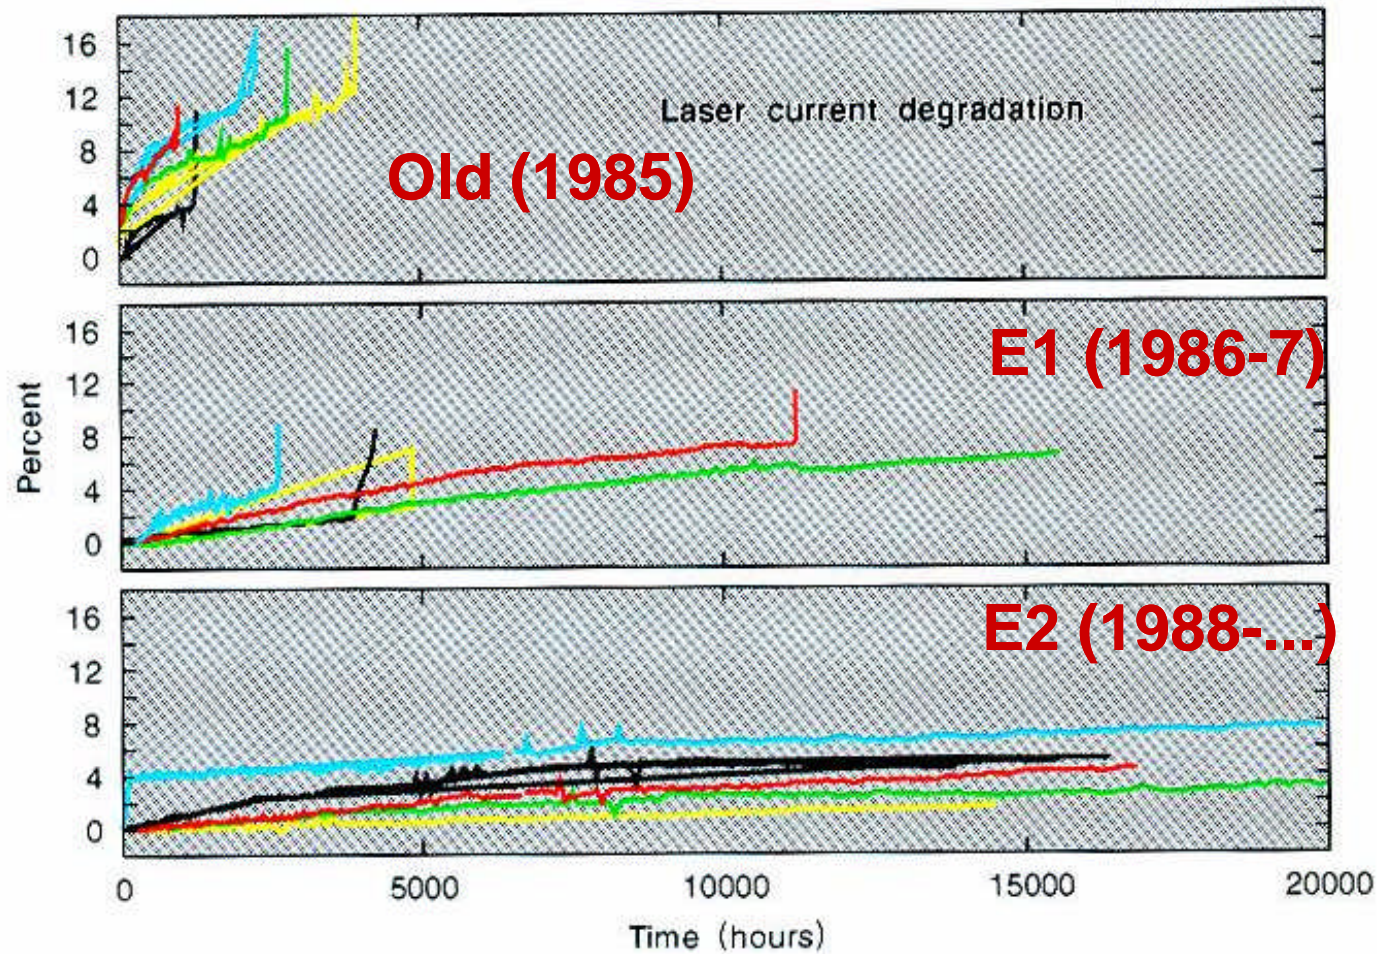 16
12
8
4
0
Laser current degradation
Old (1985)
16
12
8
4
0
E1 (1986-7)
Percent
16
12
8
4
0
E2 (1988-...)
0 5000 10000 15000 20000
Time (hours)